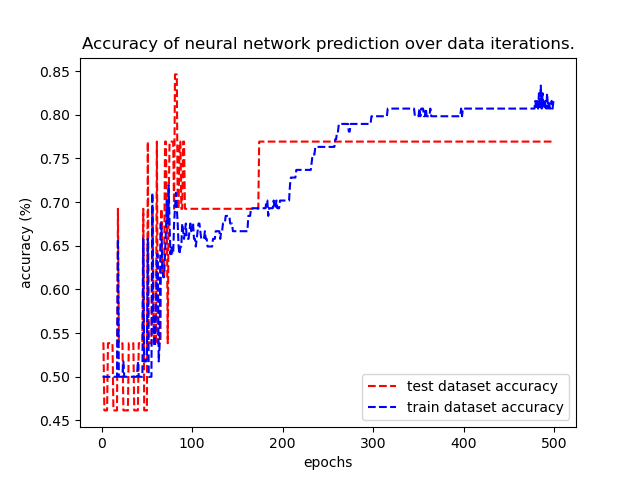 Accuracy of neural network prediction over data iterations.
0.85
0.80
0.75
0.70
0.65
0.60
0.55
0.50
0.45
accuracy (%)
test dataset accuracy
train dataset accuracy
0 100 200 300 400 500
epochs